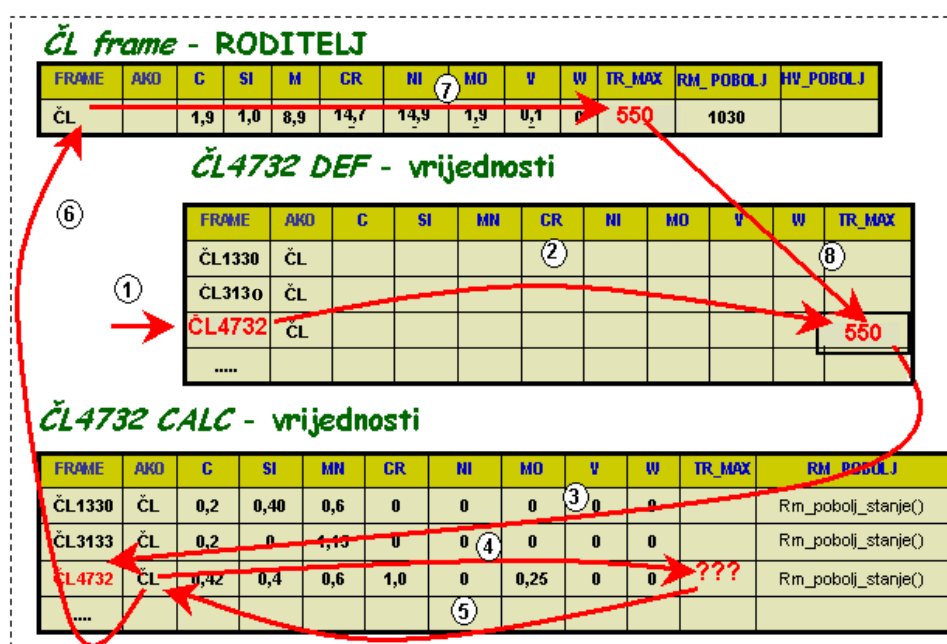 ČL frame - RODITELJ
FRAME AKO C SI M CR NI MO V W TR_MAX RM_POBOLJ HV_POBOLJ
7
ČL 1,9 1,0 8,9 14,7 14,9 1,9 0,1 0 550 1030
ČL4732 DEF - vrijednosti
6
FRAME AKO C SI MN CR NI MO V W TR_MAX
ČL1330 ČL 2 8
1
ČL313o ČL
ČL4732 ČL 550
.....
ČL4732 CALC - vrijednosti
FRAME AKO C SI MN CR NI MO V W TR_MAX RM_POBOLJ
3
ČL1330 ČL 0,2 0,40 0,6 0 0 0 0 0 Rm_pobolj_stanje()
ČL3133 ČL 0,2 0 1,15 0 0 4 0 0 0 Rm_pobolj_stanje()
ČL4732 ČL 0,42 0,4 0,6 1,0 0 0,25 0 0 ??? Rm_pobolj_stanje()
.... 5